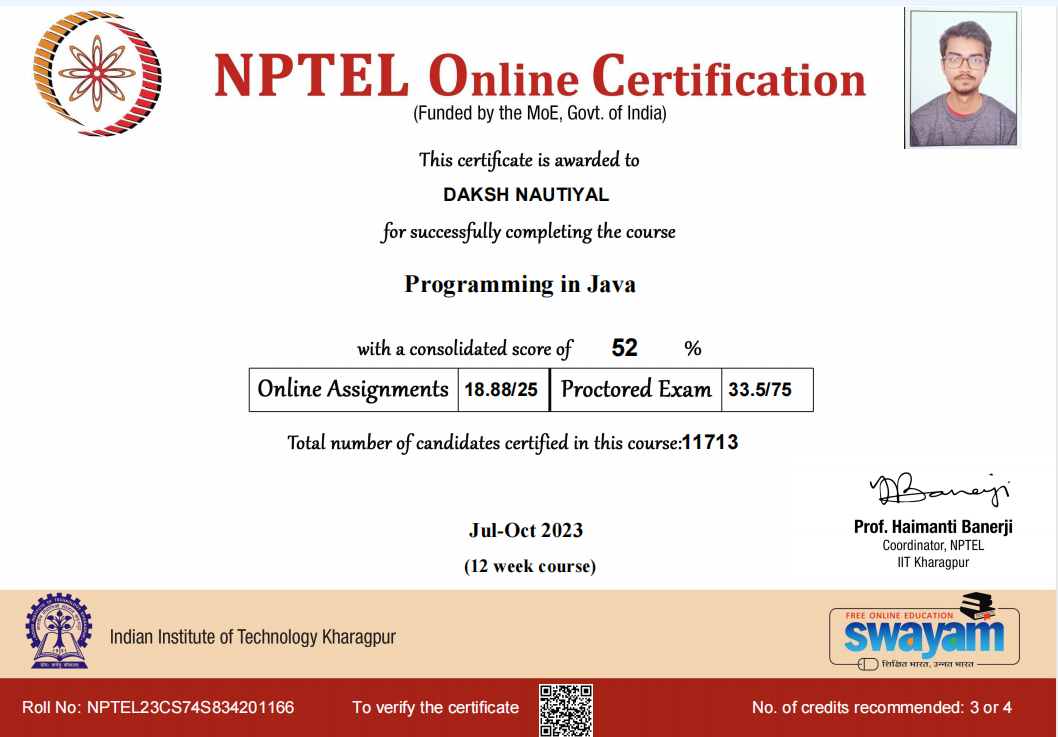 NPTEL Online Certification
(Funded by the MoE, Govt. of India)
This certificate is awarded to
DAKSH NAUTIYAL
for successfully completing the course
Programming in Java
with a consolidated score of 52 %
Online Assignments 18.88/25 Proctored Exam 33.5/75
Total number of candidates certified in this course:11713
Jul-Oct 2023
(12 week course)
Prof. Haimanti Banerji
Coordinator, NPTEL
IIT Kharagpur
Indian Institute of Technology Kharagpur
FREE ONLINE EDUCATION
swayam
शिक्षित भारत, उन्नत भारत
Roll No: NPTEL23CS74S834201166
To verify the certificate
No. of credits recommended: 3 or 4